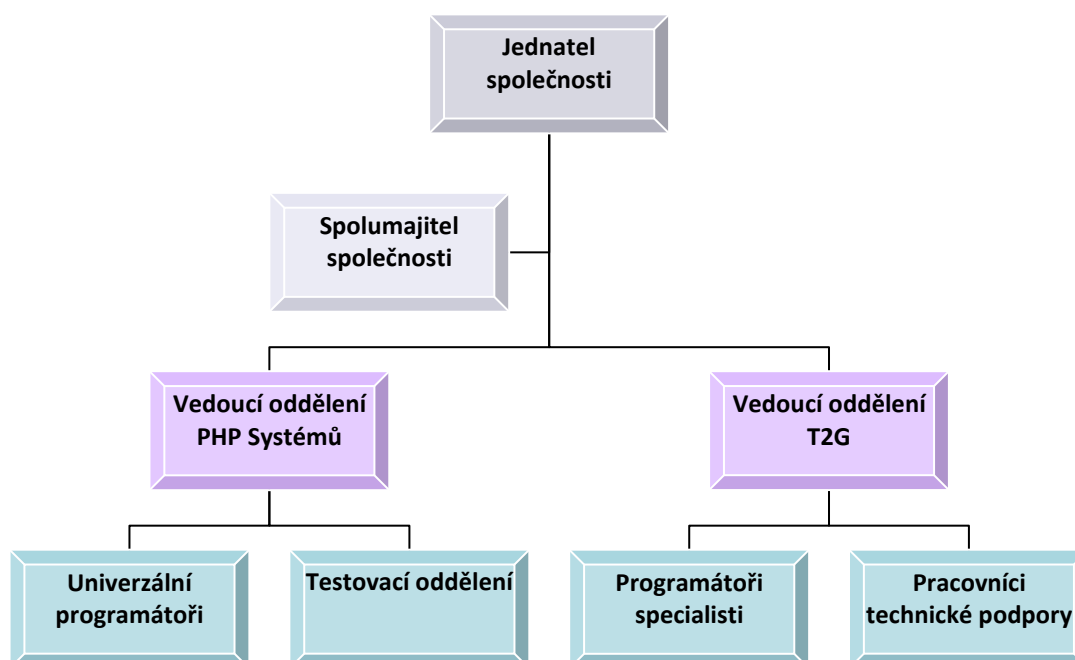 Jednatel
společnosti
Spolumajitel
společnosti
Vedoucí oddělení
PHP Systémů
Vedoucí oddělení
T2G
Univerzální
programátoři
Testovací oddělení
Programátoři
specialisti
Pracovníci
technické podpory